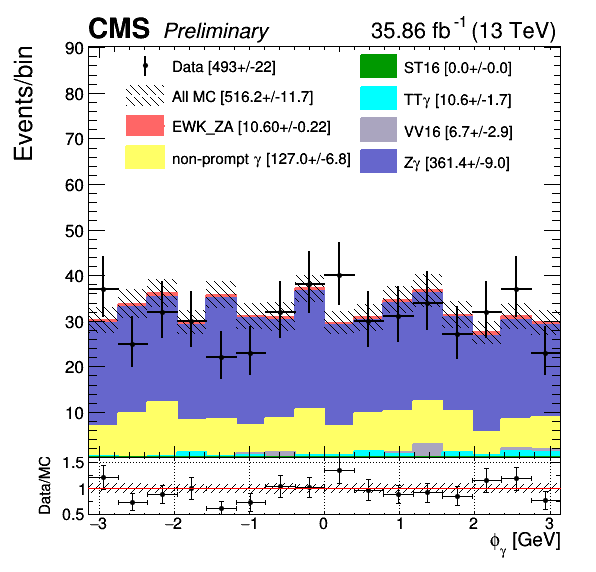 CMS Preliminary 35.86 fb⁻¹ (13 TeV)
Events/bin
90
80
70
60
50
40
30
20
10
Data [493+/-22]
All MC [516.2+/-11.7]
EWK_ZA [10.60+/-0.22]
non-prompt γ [127.0+/-6.8]
ST16 [0.0+/-0.0]
TTγ [10.6+/-1.7]
VV16 [6.7+/-2.9]
Zγ [361.4+/-9.0]
Data/MC
1.5
1
0.5
−3 −2 −1 0 1 2 3
ϕγ [GeV]